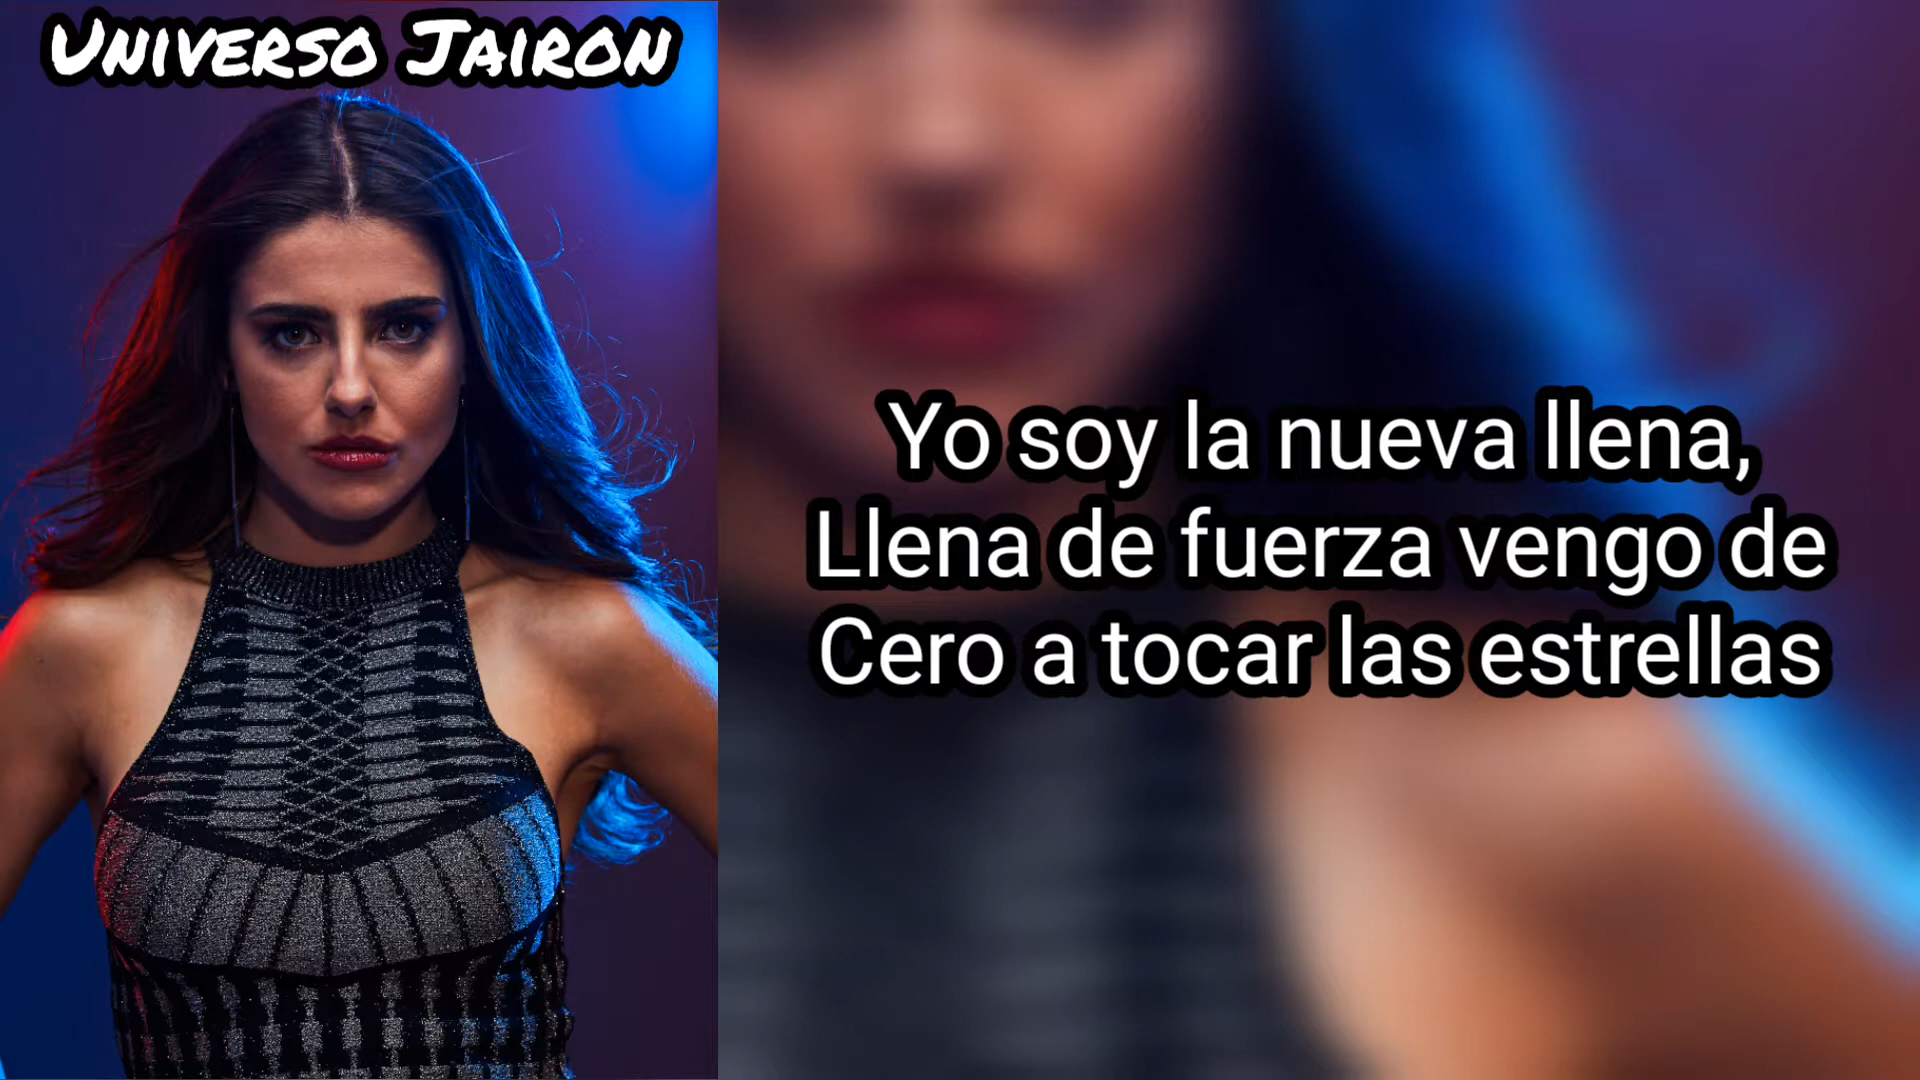 Universo Jairon
Yo soy la nueva llena,
Llena de fuerza vengo de
Cero a tocar las estrellas